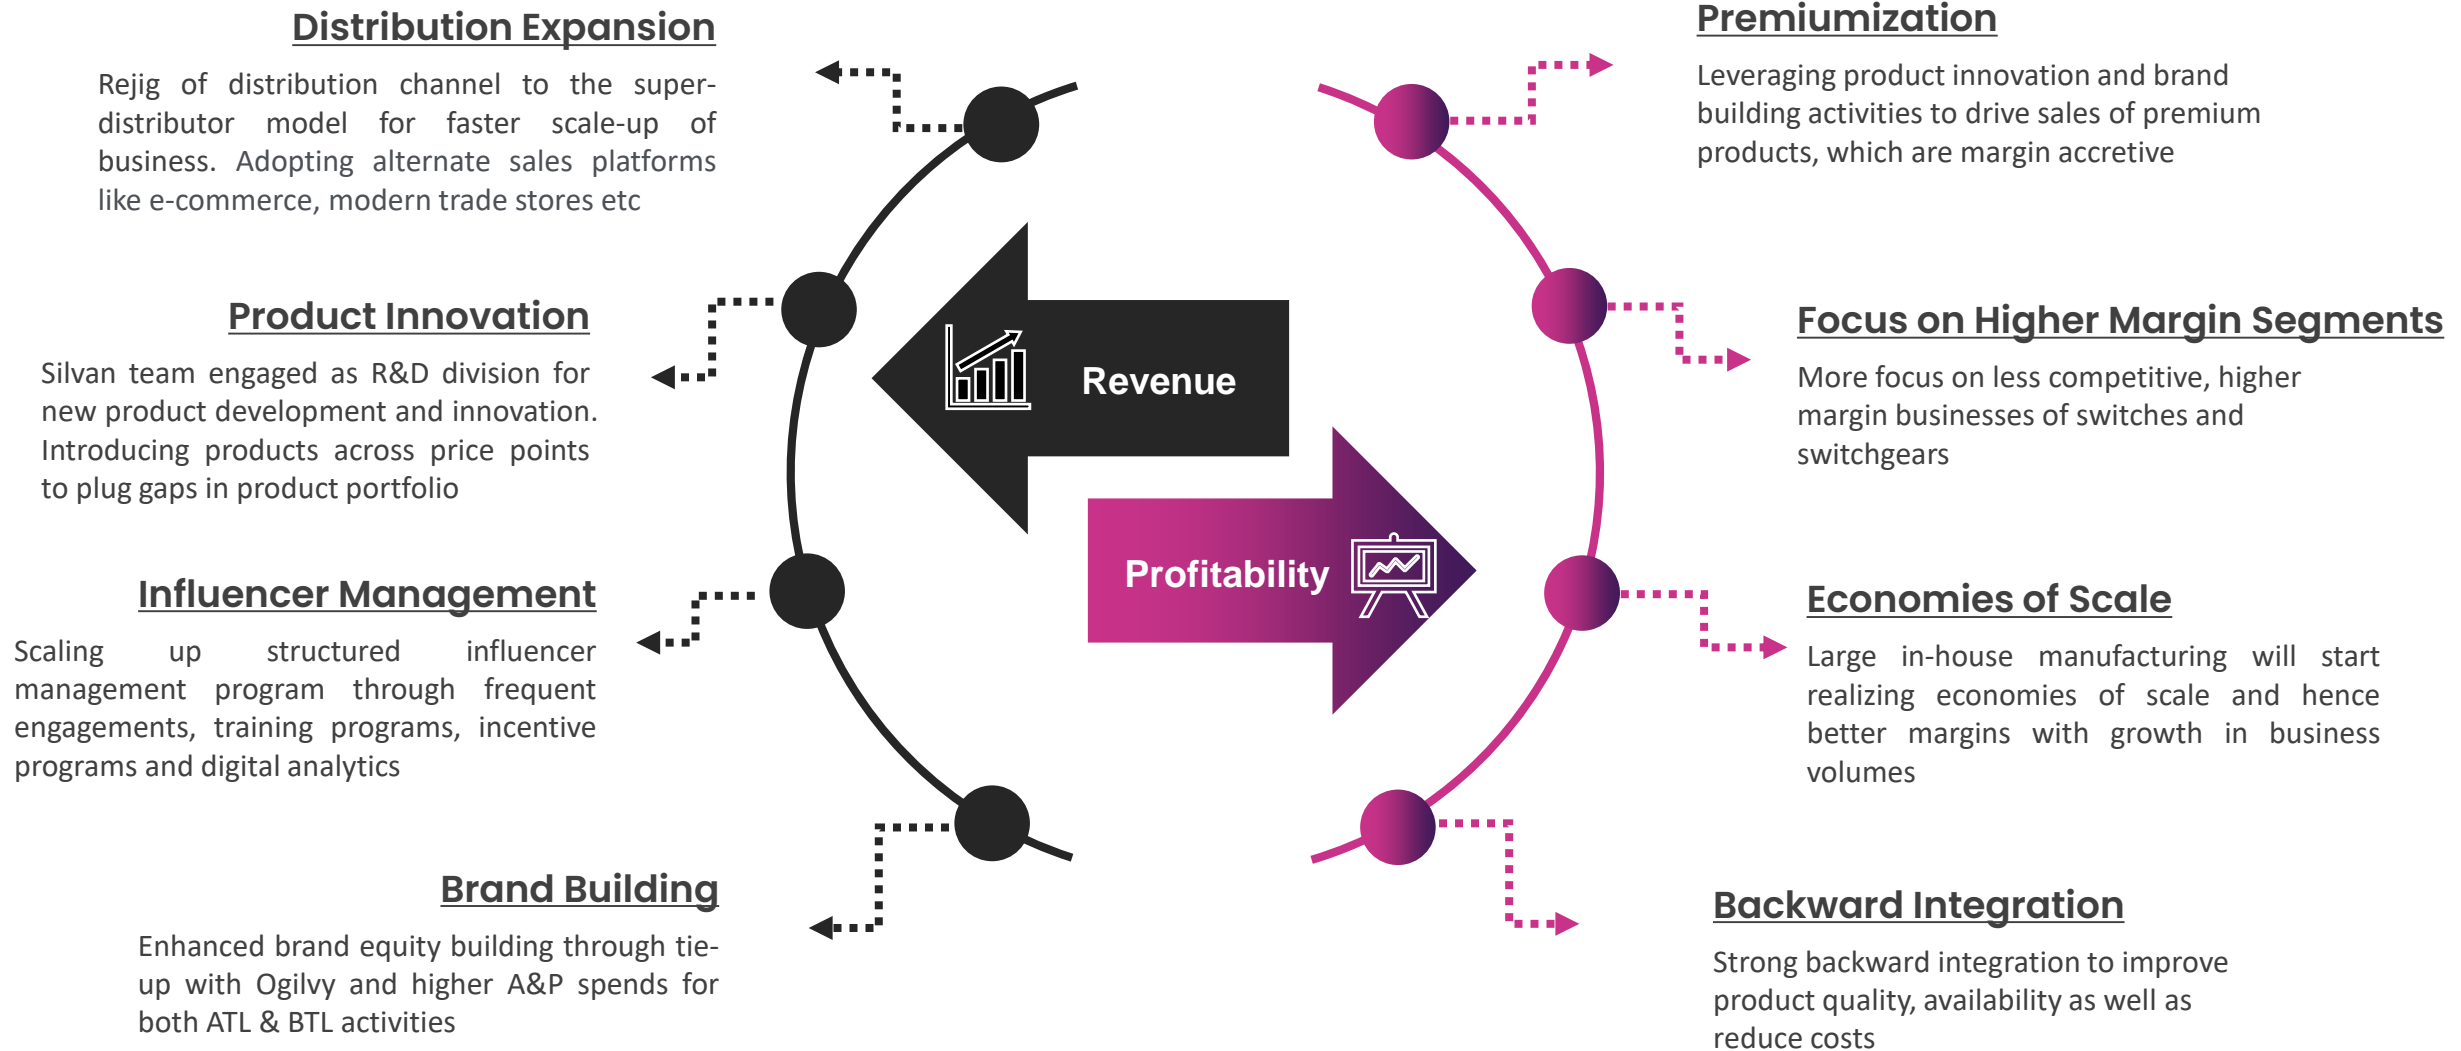 Distribution Expansion
Rejig of distribution channel to the super-
distributor model for faster scale-up of
business. Adopting alternate sales platforms
like e-commerce, modern trade stores etc
Product Innovation
Silvan team engaged as R&D division for
new product development and innovation.
Introducing products across price points
to plug gaps in product portfolio
Influencer Management
Scaling up structured influencer
management program through frequent
engagements, training programs, incentive
programs and digital analytics
Brand Building
Enhanced brand equity building through tie-
up with Ogilvy and higher A&P spends for
both ATL & BTL activities
Revenue
Profitability
Premiumization
Leveraging product innovation and brand
building activities to drive sales of premium
products, which are margin accretive
Focus on Higher Margin Segments
More focus on less competitive, higher
margin businesses of switches and
switchgears
Economies of Scale
Large in-house manufacturing will start
realizing economies of scale and hence
better margins with growth in business
volumes
Backward Integration
Strong backward integration to improve
product quality, availability as well as
reduce costs